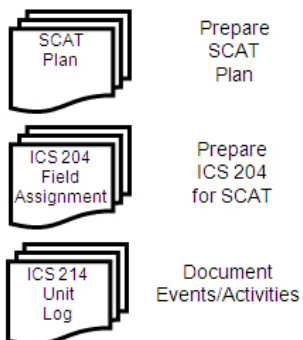 SCAT
Plan
Prepare
SCAT
Plan
ICS 204
Field
Assignment
Prepare
ICS 204
for SCAT
ICS 214
Unit
Log
Document
Events/Activities